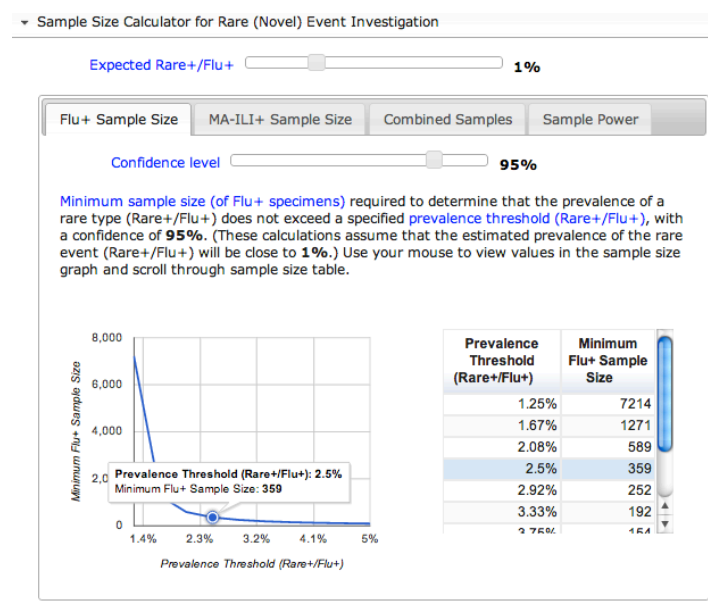 Sample Size Calculator for Rare (Novel) Event Investigation
Expected Rare+/Flu+ 1%
Flu+ Sample Size MA-ILI+ Sample Size Combined Samples Sample Power
Confidence level 95%
Minimum sample size (of Flu+ specimens) required to determine that the prevalence of a
rare type (Rare+/Flu+) does not exceed a specified prevalence threshold (Rare+/Flu+), with
a confidence of 95%. (These calculations assume that the estimated prevalence of the rare
event (Rare+/Flu+) will be close to 1%.) Use your mouse to view values in the sample size
graph and scroll through sample size table.
Minimum Flu+ Sample Size
8,000
6,000
4,000
2,0
0
Prevalence Threshold (Rare+/Flu+): 2.5%
Minimum Flu+ Sample Size: 359
1.4% 2.3% 3.2% 4.1% 5%
Prevalence Threshold (Rare+/Flu+)
Prevalence Minimum
Threshold Flu+ Sample
(Rare+/Flu+) Size
1.25% 7214
1.67% 1271
2.08% 589
2.5% 359
2.92% 252
3.33% 192
3.75% 154